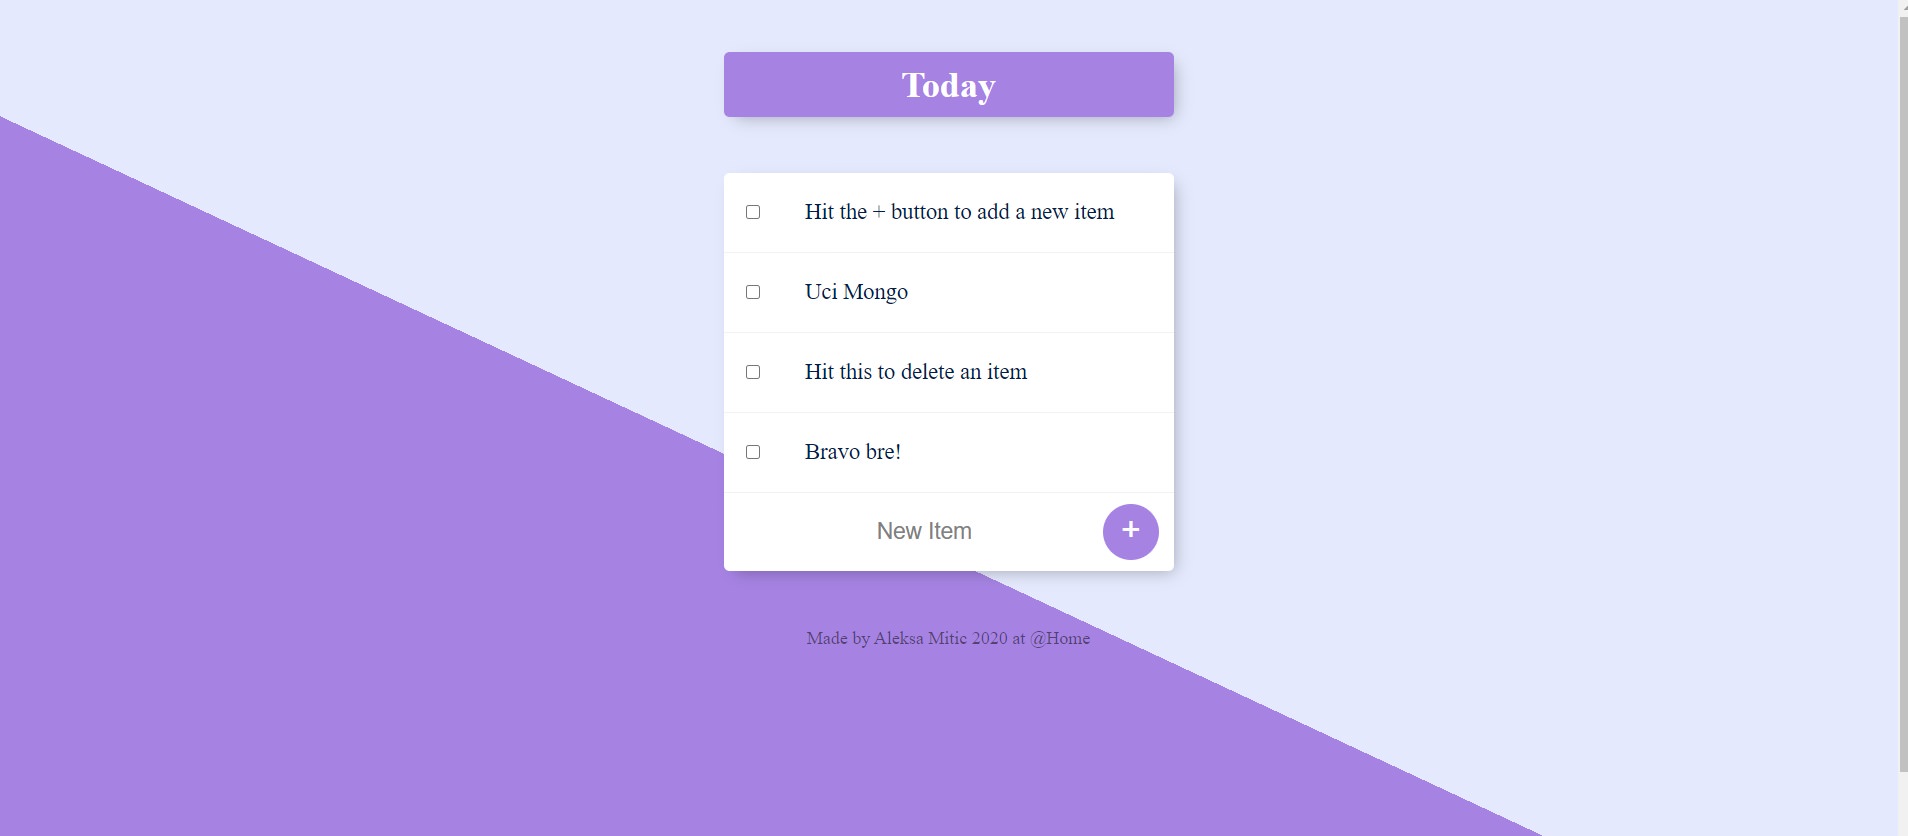 Today
Hit the + button to add a new item
Uci Mongo
Hit this to delete an item
Bravo bre!
New Item
+
Made by Aleksa Mitic 2020 at @Home